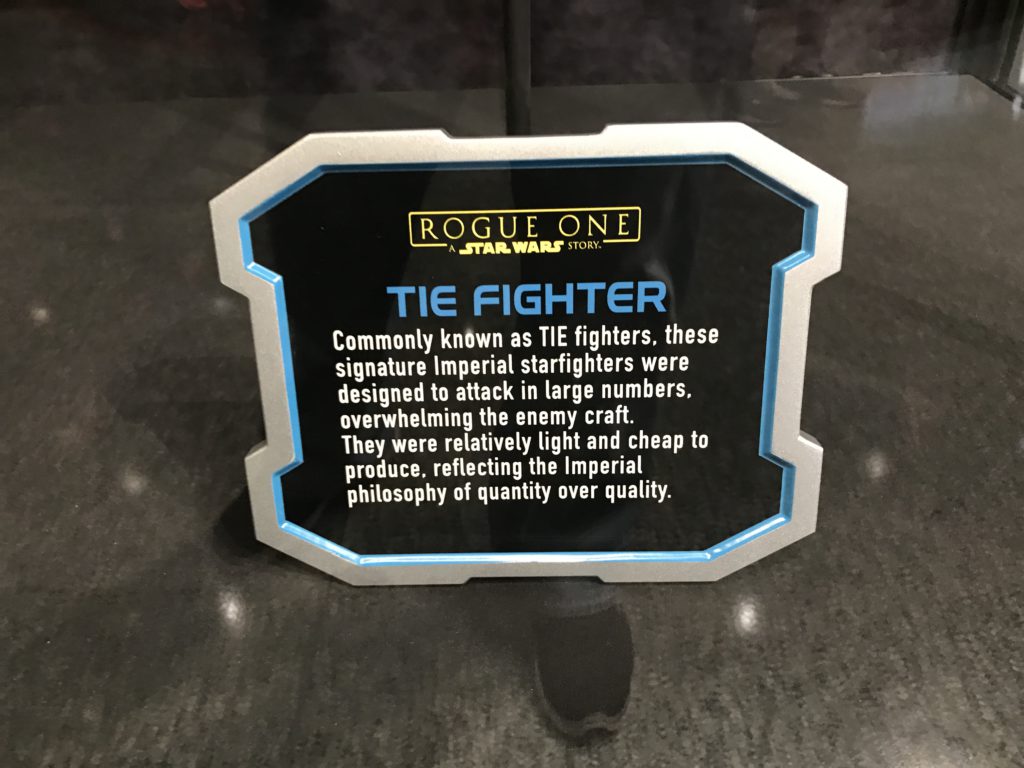 ROGUE ONE
A STAR WARS STORY™
TIE FIGHTER
Commonly known as TIE fighters, these
signature Imperial starfighters were
designed to attack in large numbers,
overwhelming the enemy craft.
They were relatively light and cheap to
produce, reflecting the Imperial
philosophy of quantity over quality.